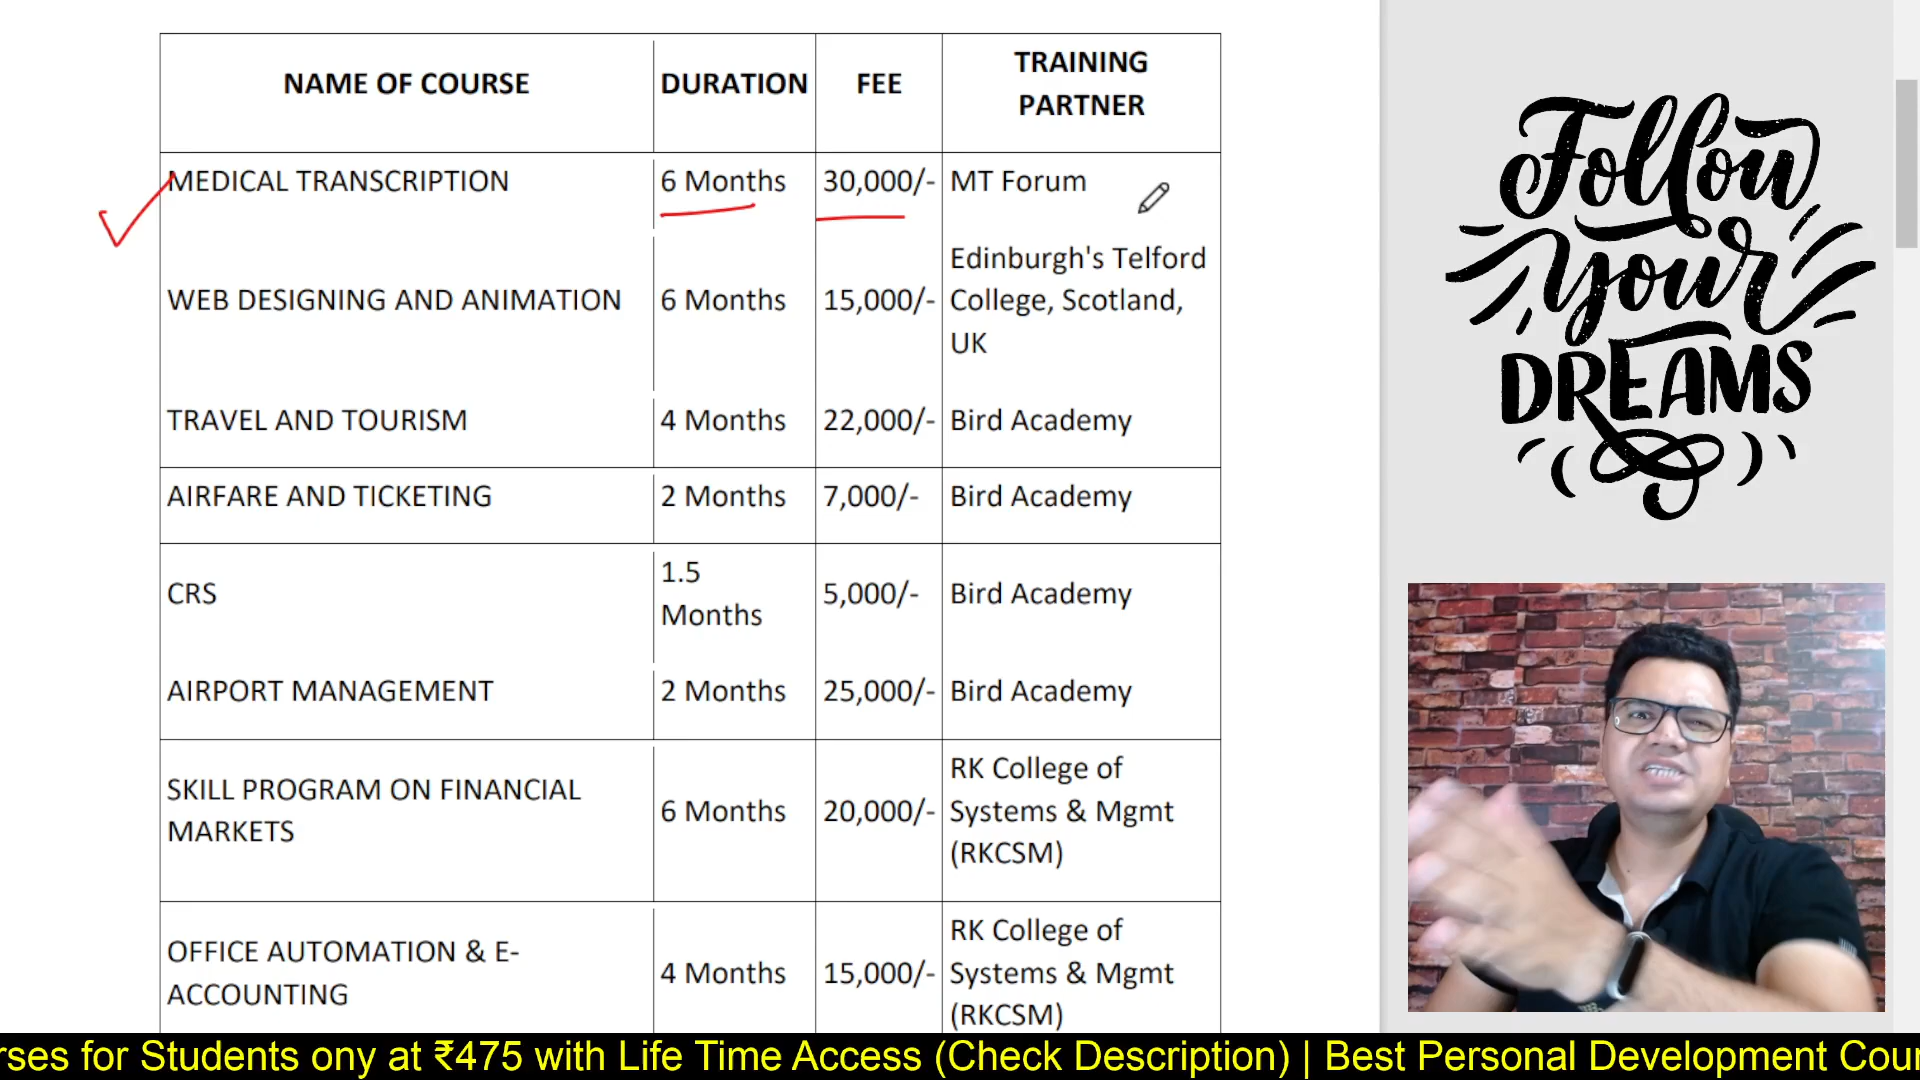 NAME OF COURSE
DURATION
FEE
TRAINING
PARTNER
MEDICAL TRANSCRIPTION
6 Months
30,000/-
MT Forum
WEB DESIGNING AND ANIMATION
6 Months
15,000/-
Edinburgh's Telford
College, Scotland,
UK
TRAVEL AND TOURISM
4 Months
22,000/-
Bird Academy
AIRFARE AND TICKETING
2 Months
7,000/-
Bird Academy
CRS
1.5
Months
5,000/-
Bird Academy
AIRPORT MANAGEMENT
2 Months
25,000/-
Bird Academy
SKILL PROGRAM ON FINANCIAL
MARKETS
6 Months
20,000/-
RK College of
Systems & Mgmt
(RKCSM)
OFFICE AUTOMATION & E-
ACCOUNTING
4 Months
15,000/-
RK College of
Systems & Mgmt
(RKCSM)
Follow
Your
DREAMS
rses for Students ony at ₹475 with Life Time Access (Check Description) | Best Personal Development Cour